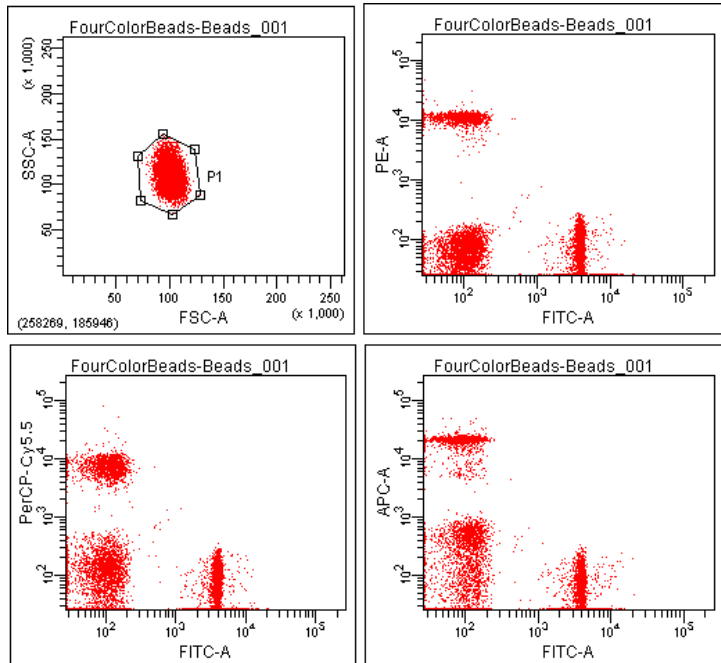 FourColorBeads-Beads_001
(x 1,000)
SSC-A
250
200
150
100
50
P1
50 100 150 200 250
FSC-A
(x 1,000)
(258269, 185946)
FourColorBeads-Beads_001
PE-A
10^5
10^4
10^3
10^2
10^2 10^3 10^4 10^5
FITC-A
FourColorBeads-Beads_001
PerCP-Cy5.5
10^5
10^4
10^3
10^2
10^2 10^3 10^4 10^5
FITC-A
FourColorBeads-Beads_001
APC-A
10^5
10^4
10^3
10^2
10^2 10^3 10^4 10^5
FITC-A